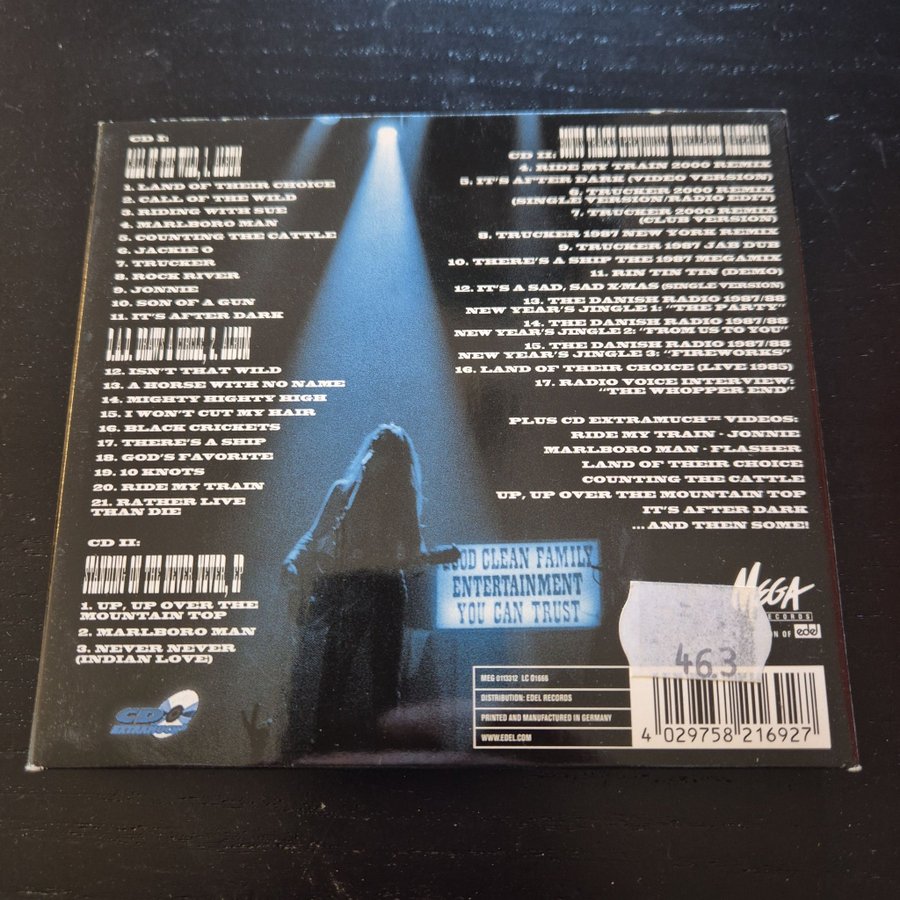 CD I:
CALL OF THE WILD, 1. ALBUM
1. LAND OF THEIR CHOICE
2. CALL OF THE WILD
3. RIDING WITH SUE
4. MARLBORO MAN
5. COUNTING THE CATTLE
6. JACKIE O
7. TRUCKER
8. ROCK RIVER
9. JONNIE
10. SON OF A GUN
11. IT'S AFTER DARK
D.A.D. DRAWS A CIRCLE, 2. ALBUM
12. ISN'T THAT WILD
13. A HORSE WITH NO NAME
14. MIGHTY HIGHTY HIGH
15. I WON'T CUT MY HAIR
16. BLACK CRICKETS
17. THERE'S A SHIP
18. GOD'S FAVORITE
19. 10 KNOTS
20. RIDE MY TRAIN
21. RATHER LIVE
THAN DIE
CD II:
STANDING ON THE NEVER NEVER, EP
1. UP, UP OVER THE
MOUNTAIN TOP
2. MARLBORO MAN
3. NEVER NEVER
(INDIAN LOVE)
CD
CD II: BONUS TRACKS
4. RIDE MY TRAIN 2000 REMIX
5. IT'S AFTER DARK (VIDEO VERSION)
6. TRUCKER 2000 REMIX
(SINGLE VERSION/RADIO EDIT)
7. TRUCKER 2000 REMIX
(CLUB VERSION)
8. TRUCKER 1987 NEW YORK REMIX
9. TRUCKER 1987 JAB DUB
10. THERE'S A SHIP THE 1987 MEGAMIX
11. RIN TIN TIN (DEMO)
12. IT'S A SAD, SAD X-MAS (SINGLE VERSION)
13. THE DANISH RADIO 1987/88
NEW YEAR'S JINGLE 1: "THE PARTY"
14. THE DANISH RADIO 1987/88
NEW YEAR'S JINGLE 2: "FROM US TO YOU"
15. THE DANISH RADIO 1987/88
NEW YEAR'S JINGLE 3: "FIREWORKS"
16. LAND OF THEIR CHOICE (LIVE 1985)
17. RADIO VOICE INTERVIEW:
"THE WHOPPER END"
PLUS CD EXTRAMUCH™ VIDEOS:
RIDE MY TRAIN - JONNIE
MARLBORO MAN - FLASHER
LAND OF THEIR CHOICE
COUNTING THE CATTLE
UP, UP OVER THE MOUNTAIN TOP
IT'S AFTER DARK
...AND THEN SOME!
GOOD CLEAN FAMILY
ENTERTAINMENT
YOU CAN TRUST
MEGA
RECORDS
ON OF edel
46.3
MEG 0113312 LC 01666
DISTRIBUTION: EDEL RECORDS
PRINTED AND MANUFACTURED IN GERMANY
WWW.EDEL.COM
4 029758 216927